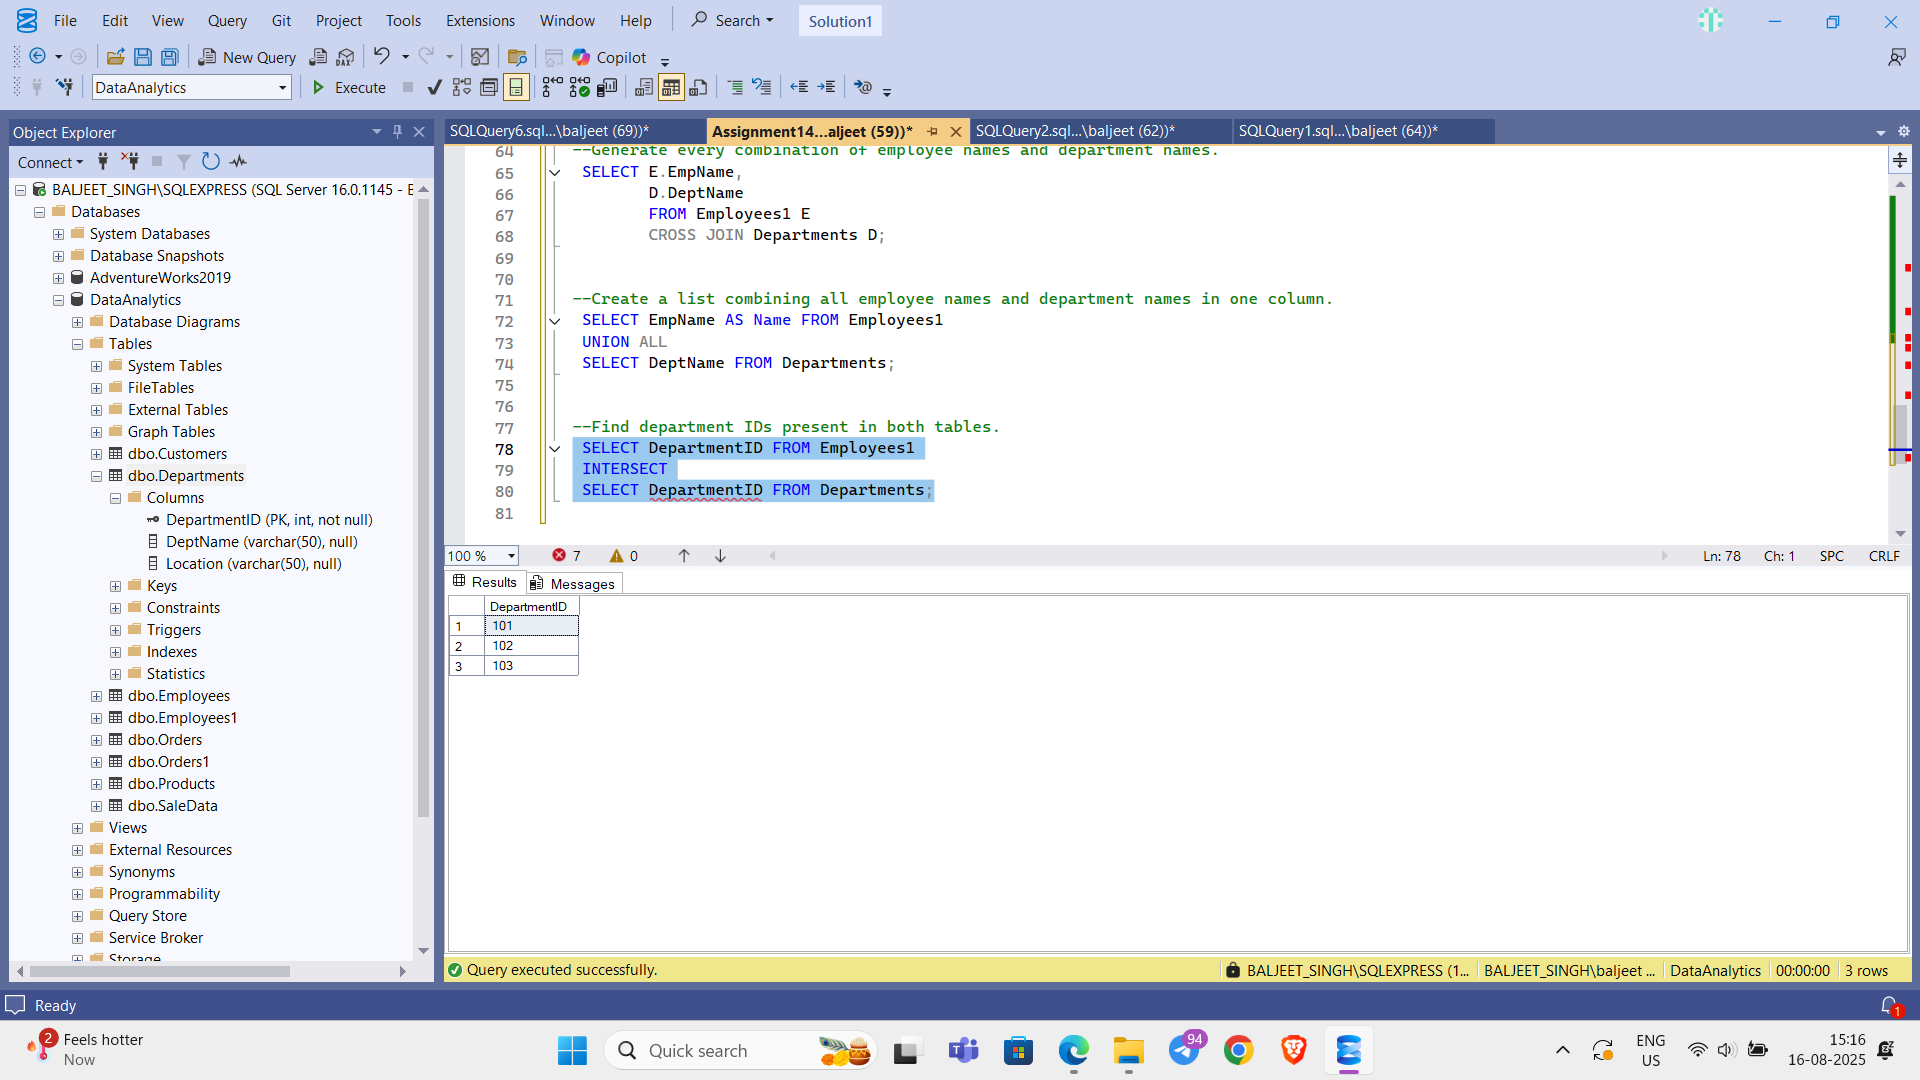 File Edit View Query Git Project Tools Extensions Window Help Search Solution1
New Query DAX Copilot
DataAnalytics Execute
Object Explorer
Connect
BALJEET_SINGH\SQLEXPRESS (SQL Server 16.0.1145 - E
Databases
System Databases
Database Snapshots
AdventureWorks2019
DataAnalytics
Database Diagrams
Tables
System Tables
FileTables
External Tables
Graph Tables
dbo.Customers
dbo.Departments
Columns
DepartmentID (PK, int, not null)
DeptName (varchar(50), null)
Location (varchar(50), null)
Keys
Constraints
Triggers
Indexes
Statistics
dbo.Employees
dbo.Employees1
dbo.Orders
dbo.Orders1
dbo.Products
dbo.SaleData
Views
External Resources
Synonyms
Programmability
Query Store
Service Broker
Storage
SQLQuery6.sql...\baljeet (69))* Assignment14...aljeet (59))* SQLQuery2.sql...\baljeet (62))* SQLQuery1.sql...\baljeet (64))*
64 --Generate every combination of employee names and department names.
65 SELECT E.EmpName,
66 D.DeptName
67 FROM Employees1 E
68 CROSS JOIN Departments D;
69
70
71 --Create a list combining all employee names and department names in one column.
72 SELECT EmpName AS Name FROM Employees1
73 UNION ALL
74 SELECT DeptName FROM Departments;
75
76
77 --Find department IDs present in both tables.
78 SELECT DepartmentID FROM Employees1
79 INTERSECT
80 SELECT DepartmentID FROM Departments;
81
100 % 7 0 Ln: 78 Ch: 1 SPC CRLF
Results Messages
DepartmentID
1 101
2 102
3 103
Query executed successfully. BALJEET_SINGH\SQLEXPRESS (1... BALJEET_SINGH\baljeet ... DataAnalytics 00:00:00 3 rows
Ready 1
2 Feels hotter
Now
Quick search
94
ENG
US
15:16
16-08-2025